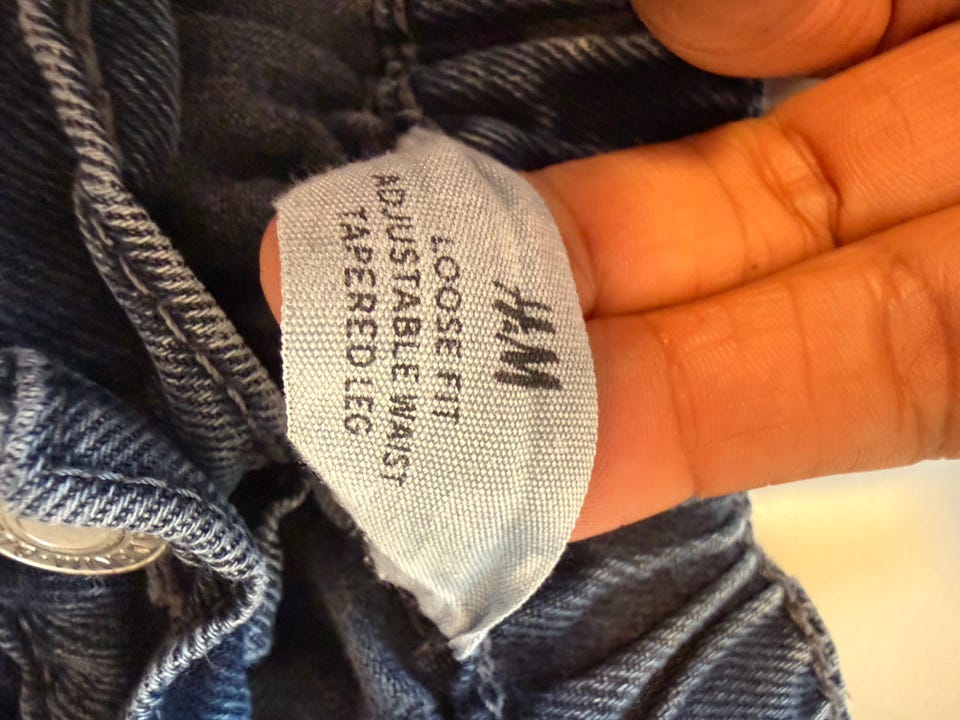 H&M
LOOSE FIT
ADJUSTABLE WAIST
TAPERED LEG